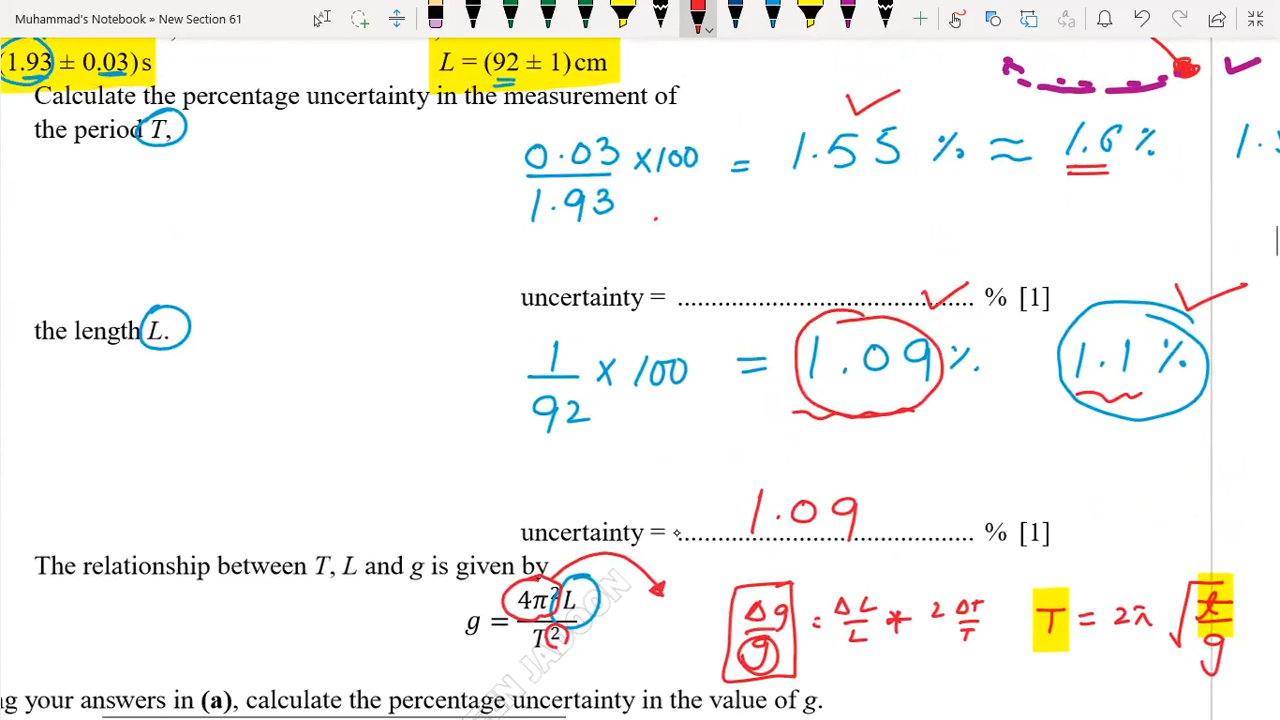 Muhammad's Notebook » New Section 61
(1.93 ± 0.03) s
L = (92 ± 1) cm
Calculate the percentage uncertainty in the measurement of
the period T,
0.03/1.93 ×100 = 1.55 % ≈ 1.6 %
uncertainty = ........................................ % [1]
the length L.
1/92 × 100 = 1.09 % 1.1 %
uncertainty = ....1.09.... % [1]
The relationship between T, L and g is given by
g = 4π²L/T²
Δg/g = ΔL/L * 2 ΔT/T
T = 2π √(l/g)
ng your answers in (a), calculate the percentage uncertainty in the value of g.